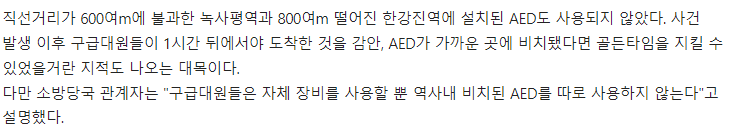 직선거리가 600여m에 불과한 녹사평역과 800여m 떨어진 한강진역에 설치된 AED도 사용되지 않았다. 사건
발생 이후 구급대원들이 1시간 뒤에서야 도착한 것을 감안, AED가 가까운 곳에 비치됐다면 골든타임을 지킬 수
있었을거란 지적도 나오는 대목이다.
다만 소방당국 관계자는 "구급대원들은 자체 장비를 사용할 뿐 역사내 비치된 AED를 따로 사용하지 않는다"고
설명했다.